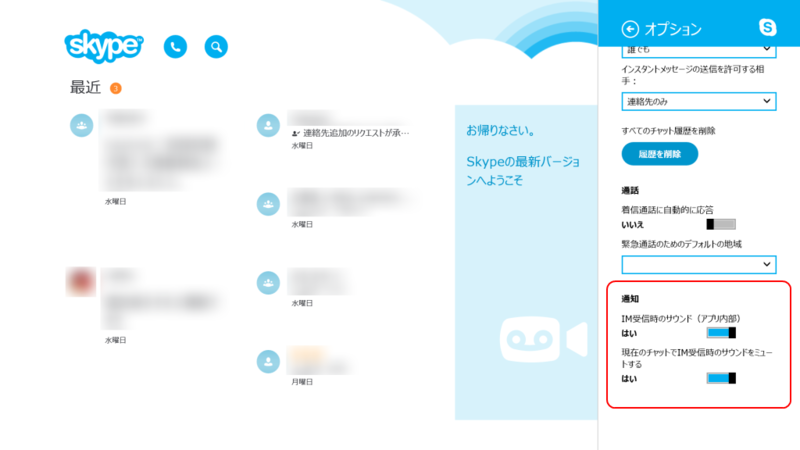 skype
最近 3
連絡先追加のリクエストが承…
水曜日
水曜日
水曜日
水曜日
水曜日
月曜日
お帰りなさい。
Skypeの最新バージョ
ンへようこそ
オプション
誰でも
インスタントメッセージの送信を許可する相
手：
連絡先のみ
すべてのチャット履歴を削除
履歴を削除
通話
着信通話に自動的に応答
いいえ
緊急通話のためのデフォルトの地域
通知
IM受信時のサウンド（アプリ内部）
はい
現在のチャットでIM受信時のサウンドをミュー
トする
はい